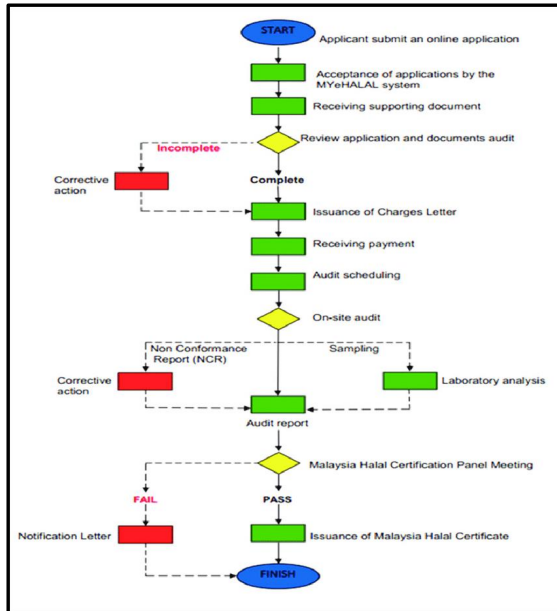 START
Applicant submit an online application
Acceptance of applications by the
MYeHALAL system
Receiving supporting document
Review application and documents audit
Incomplete
Corrective
action
Complete
Issuance of Charges Letter
Receiving payment
Audit scheduling
On-site audit
Non Conformance
Report (NCR)
Sampling
Corrective
action
Laboratory analysis
Audit report
Malaysia Halal Certification Panel Meeting
FAIL
PASS
Notification Letter
Issuance of Malaysia Halal Certificate
FINISH